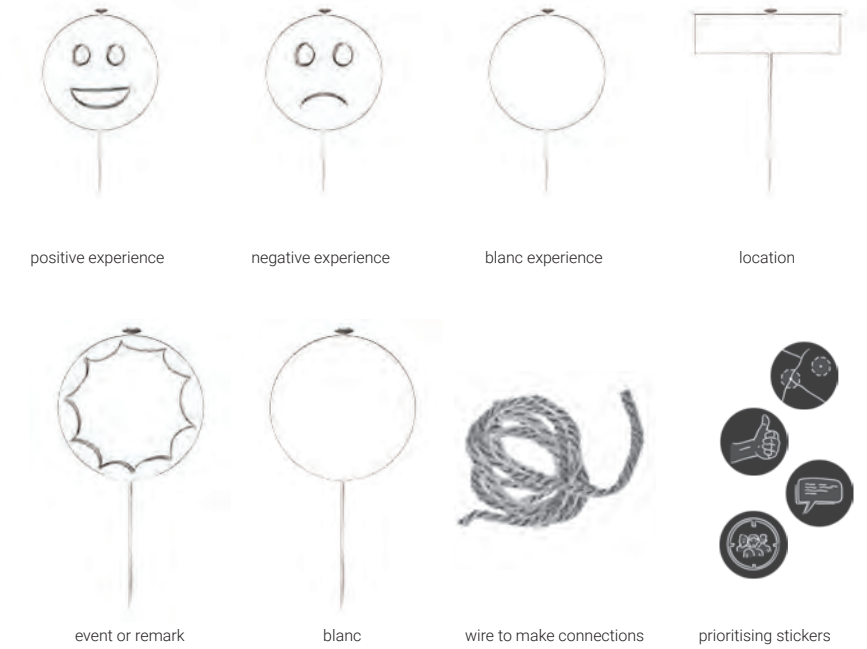 positive experience
negative experience
blanc experience
location
event or remark
blanc
wire to make connections
prioritising stickers